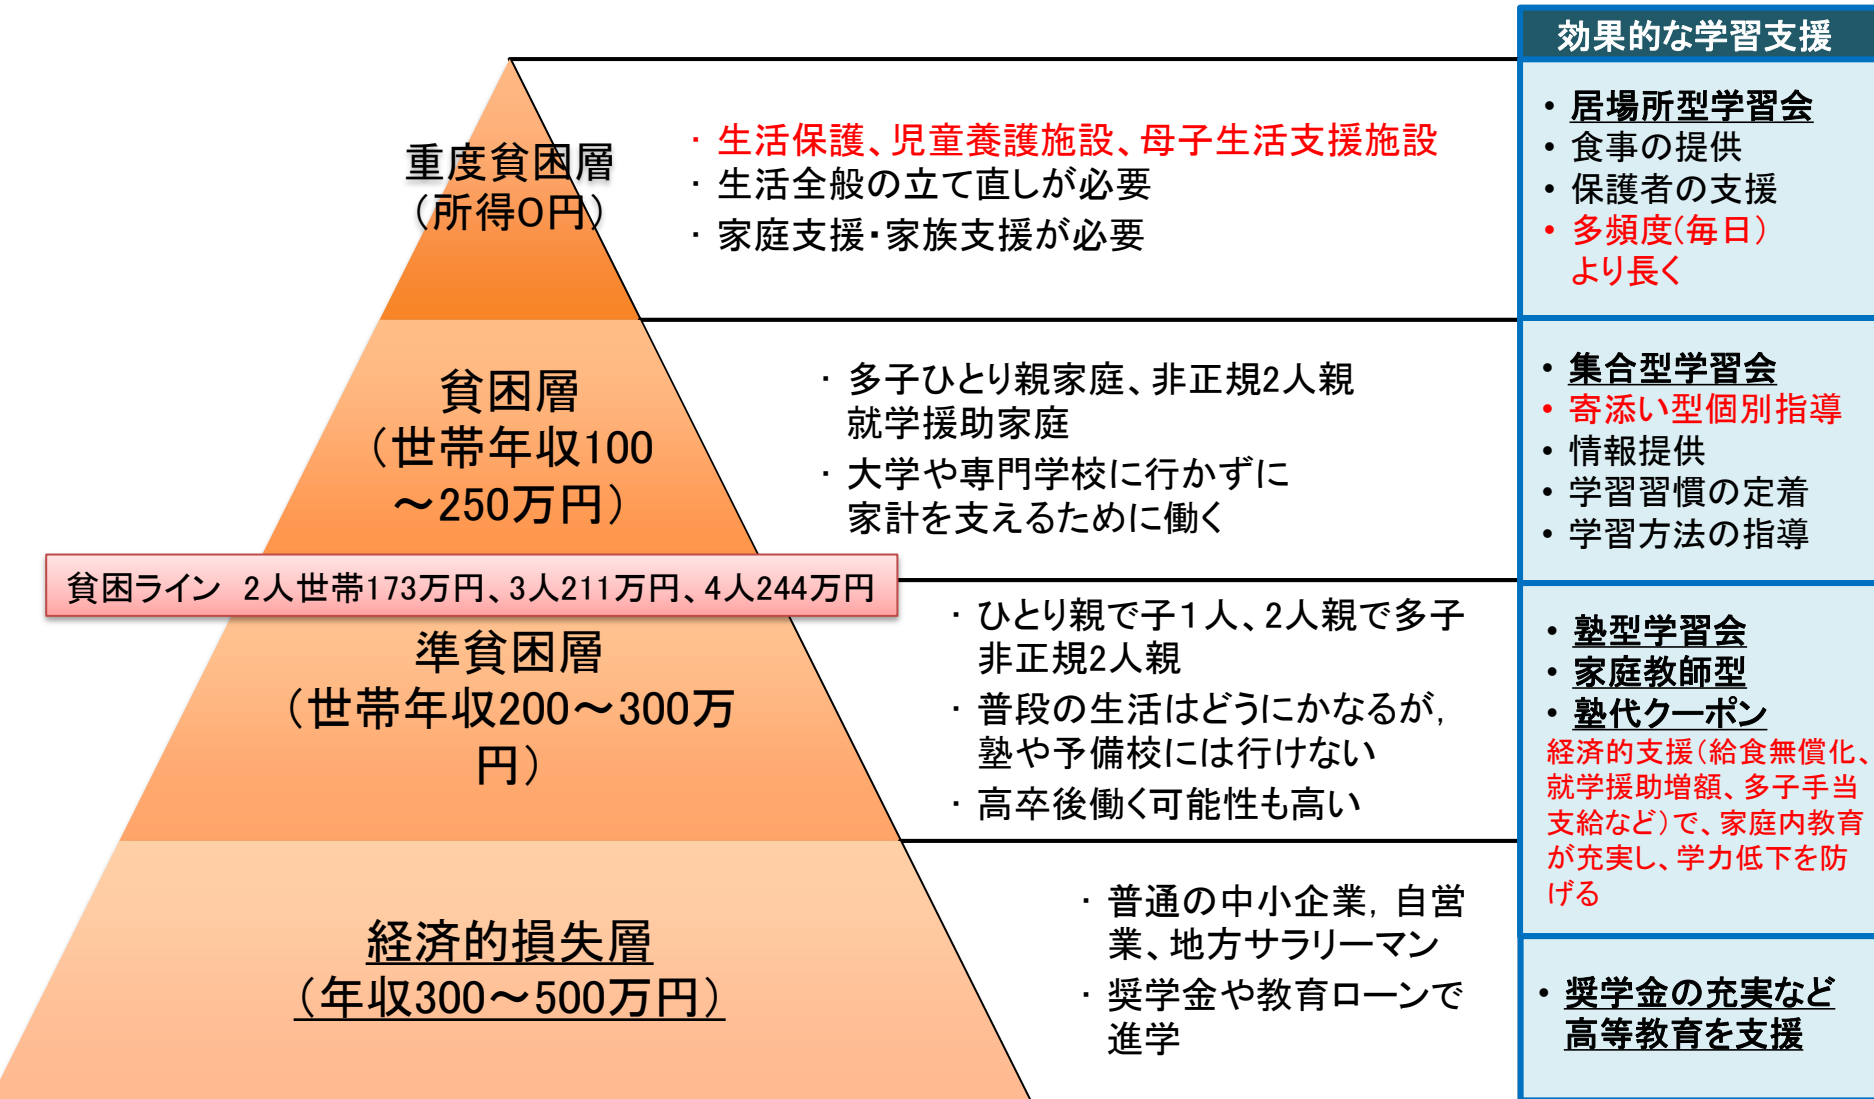 効果的な学習支援
重度貧困層
（所得0円）
・生活保護、児童養護施設、母子生活支援施設
・生活全般の立て直しが必要
・家庭支援・家族支援が必要
・居場所型学習会
・食事の提供
・保護者の支援
・多頻度(毎日)
より長く
貧困層
（世帯年収100
～250万円）
・多子ひとり親家庭、非正規2人親
就学援助家庭
・大学や専門学校に行かずに
家計を支えるために働く
・集合型学習会
・寄添い型個別指導
・情報提供
・学習習慣の定着
・学習方法の指導
貧困ライン 2人世帯173万円、3人211万円、4人244万円
準貧困層
（世帯年収200～300万
円）
・ひとり親で子１人、2人親で多子
非正規2人親
・普段の生活はどうにかなるが,
塾や予備校には行けない
・高卒後働く可能性も高い
・塾型学習会
・家庭教師型
・塾代クーポン
経済的支援（給食無償化、
就学援助増額、多子手当
支給など）で、家庭内教育
が充実し、学力低下を防
げる
経済的損失層
（年収300～500万円）
・普通の中小企業, 自営
業、地方サラリーマン
・奨学金や教育ローンで
進学
・奨学金の充実など
高等教育を支援